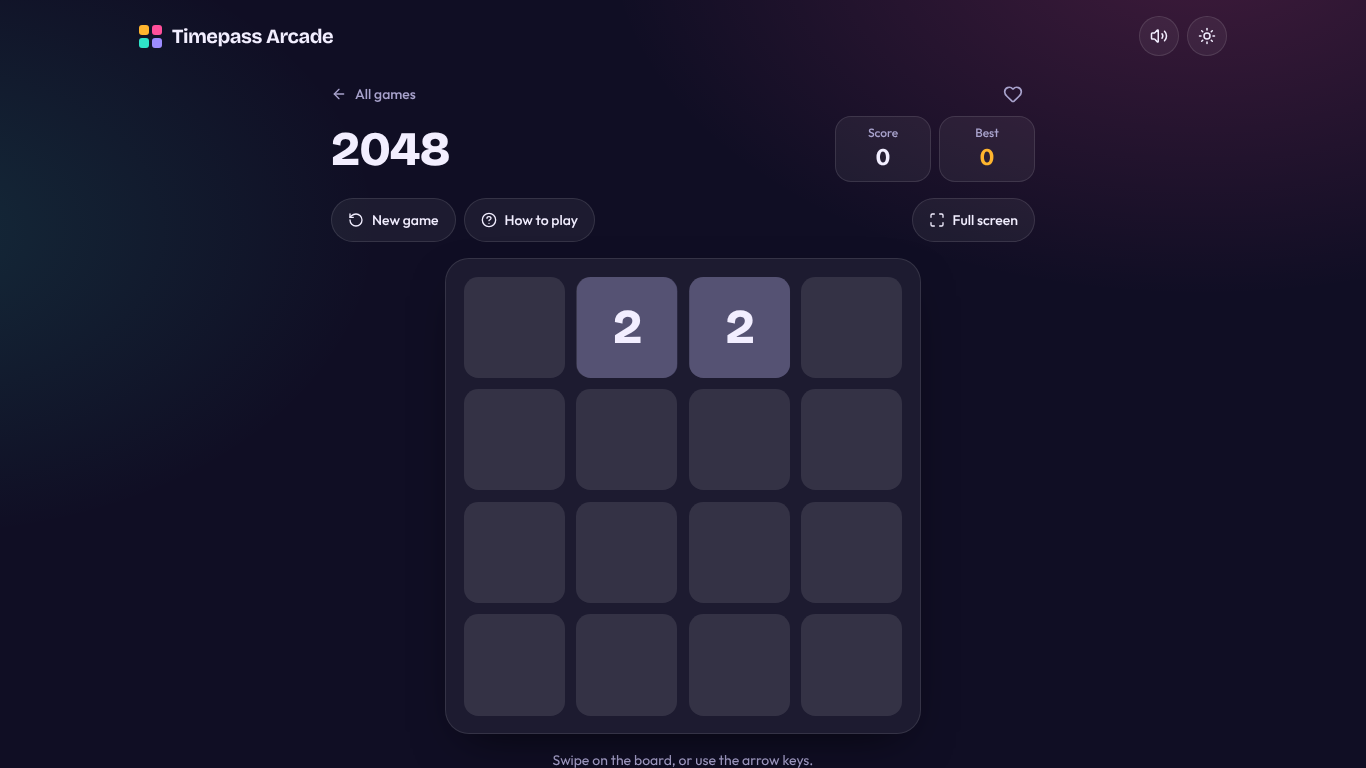 Timepass Arcade
All games
2048
Score
0
Best
0
New game
How to play
Full screen
2 2
Swipe on the board, or use the arrow keys.